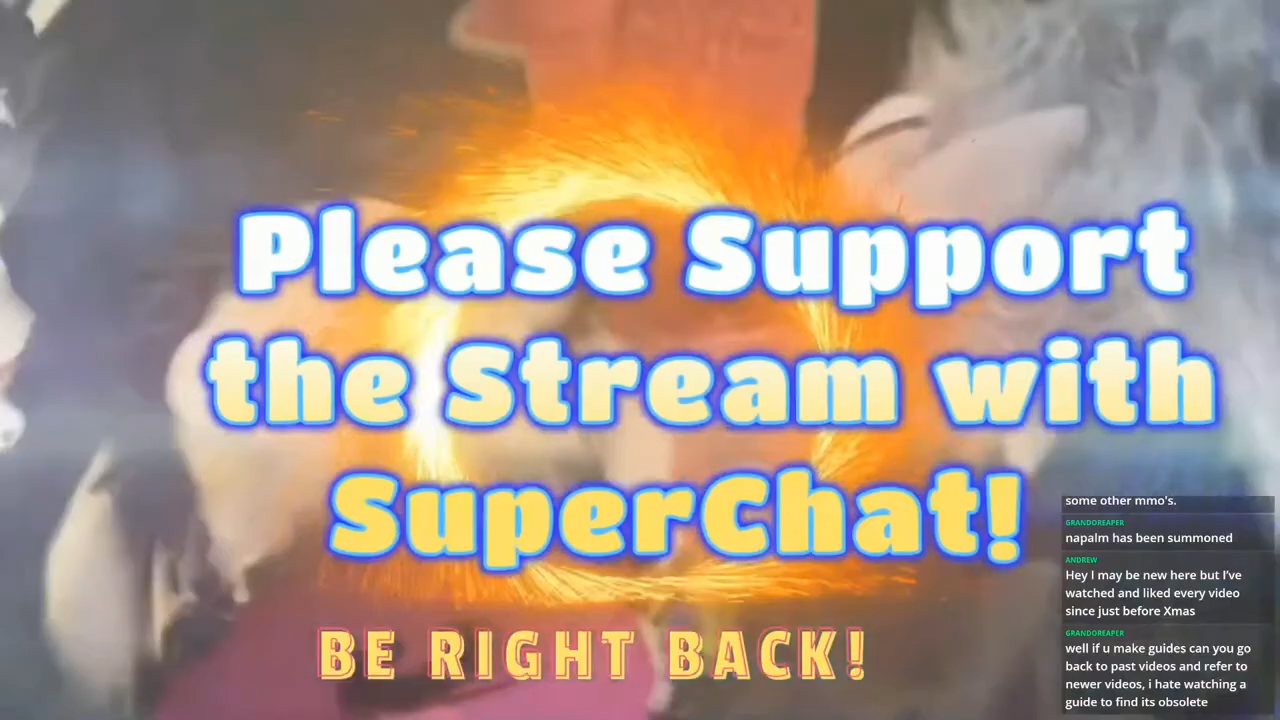 Please Support
the Stream with
SuperChat!
BE RIGHT BACK!
some other mmo's.
GRANDOREAPER
napalm has been summoned
ANDREW
Hey I may be new here but I've
watched and liked every video
since just before Xmas
GRANDOREAPER
well if u make guides can you go
back to past videos and refer to
newer videos, i hate watching a
guide to find its obsolete